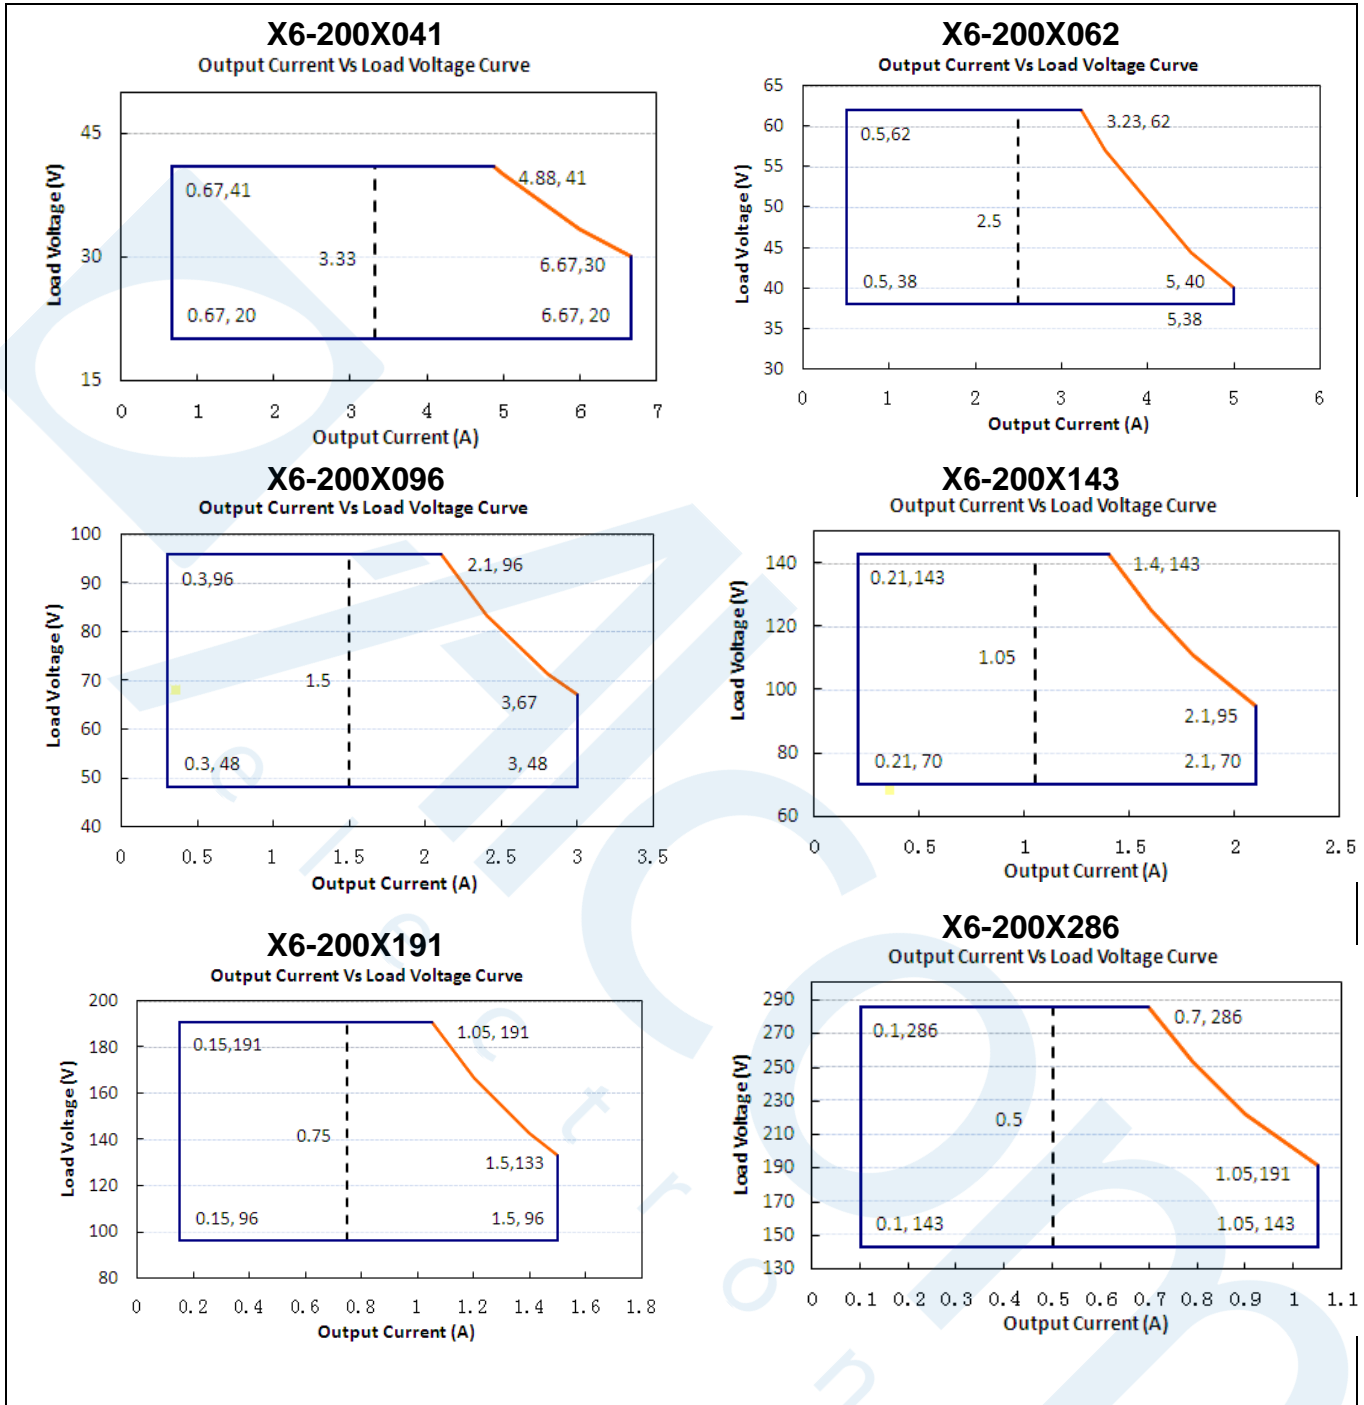 X6-200X041
Output Current Vs Load Voltage Curve
Load Voltage (V)
45
30
15
0.67,41
4.88, 41
3.33
6.67,30
0.67, 20
6.67, 20
0 1 2 3 4 5 6 7
Output Current (A)
X6-200X062
Output Current Vs Load Voltage Curve
Load Voltage (V)
65
60
55
50
45
40
35
30
0.5,62
3.23, 62
2.5
0.5, 38
5, 40
5,38
0 1 2 3 4 5 6
Output Current (A)
X6-200X096
Output Current Vs Load Voltage Curve
Load Voltage (V)
100
90
80
70
60
50
40
0.3,96
2.1, 96
1.5
3,67
0.3, 48
3, 48
0 0.5 1 1.5 2 2.5 3 3.5
Output Current (A)
X6-200X143
Output Current Vs Load Voltage Curve
Load Voltage (V)
140
120
100
80
60
0.21,143
1.4, 143
1.05
2.1,95
0.21, 70
2.1, 70
0 0.5 1 1.5 2 2.5
Output Current (A)
X6-200X191
Output Current Vs Load Voltage Curve
Load Voltage (V)
200
180
160
140
120
100
80
0.15,191
1.05, 191
0.75
1.5,133
0.15, 96
1.5, 96
0 0.2 0.4 0.6 0.8 1 1.2 1.4 1.6 1.8
Output Current (A)
X6-200X286
Output Current Vs Load Voltage Curve
Load Voltage (V)
290
270
250
230
210
190
170
150
130
0.1,286
0.7, 286
0.5
1.05,191
0.1, 143
1.05, 143
0 0.1 0.2 0.3 0.4 0.5 0.6 0.7 0.8 0.9 1 1.1
Output Current (A)